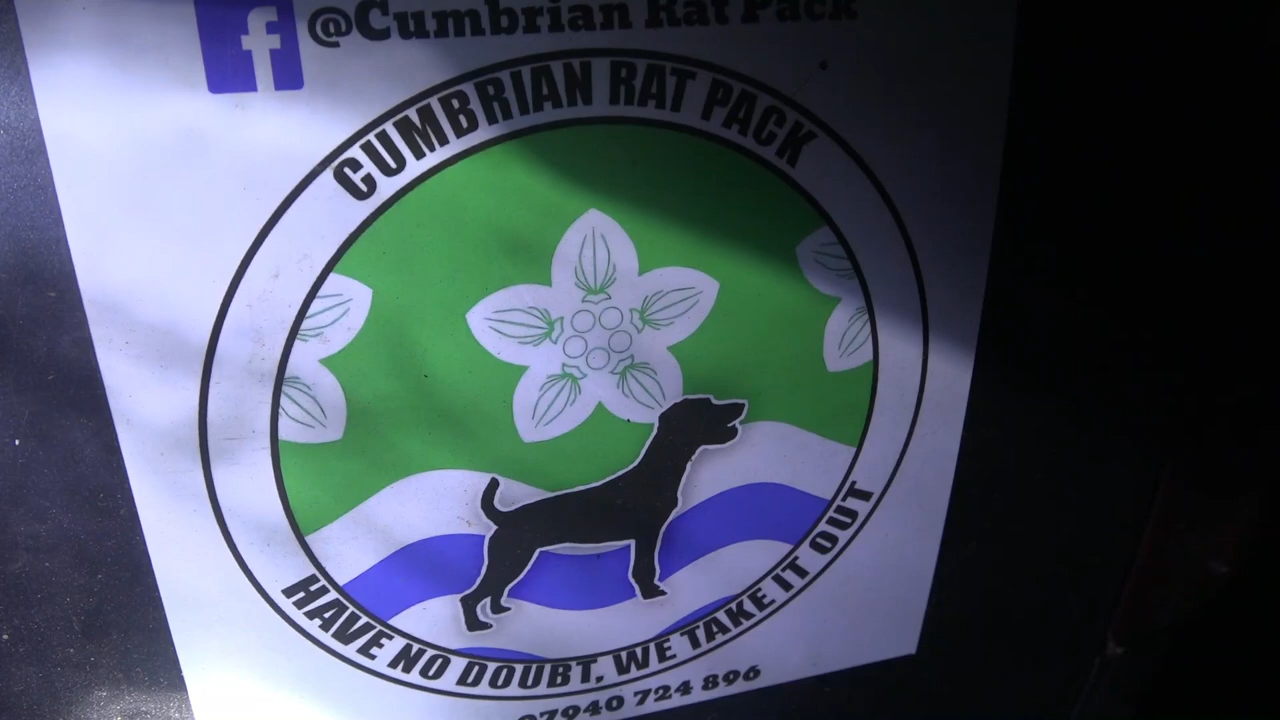 @Cumbrian Rat Pack
CUMBRIAN RAT PACK
HAVE NO DOUBT, WE TAKE IT OUT
07940 724 896